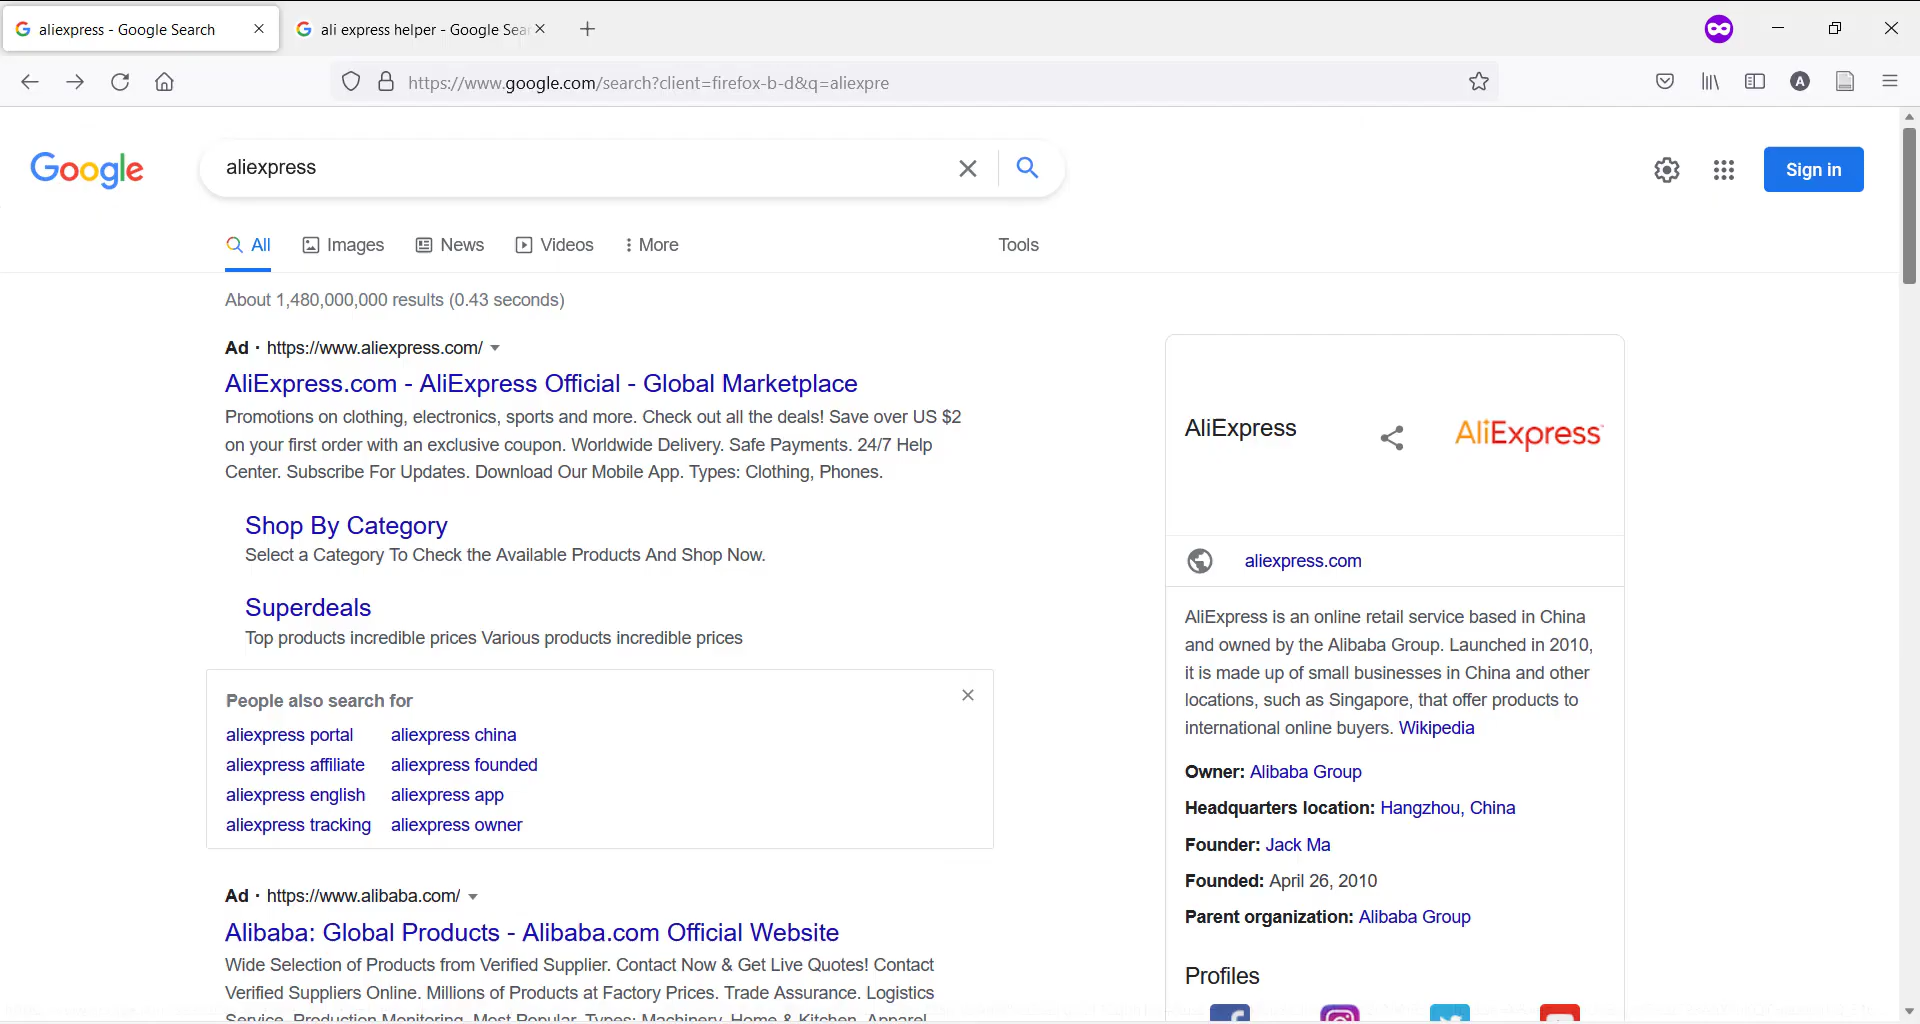 aliexpress - Google Search
ali express helper - Google Sear
https://www.google.com/search?client=firefox-b-d&q=aliexpre
A
Google
aliexpress
Sign in
All
Images
News
Videos
More
Tools
About 1,480,000,000 results (0.43 seconds)
Ad · https://www.aliexpress.com/
AliExpress.com - AliExpress Official - Global Marketplace
Promotions on clothing, electronics, sports and more. Check out all the deals! Save over US $2
on your first order with an exclusive coupon. Worldwide Delivery. Safe Payments. 24/7 Help
Center. Subscribe For Updates. Download Our Mobile App. Types: Clothing, Phones.
Shop By Category
Select a Category To Check the Available Products And Shop Now.
Superdeals
Top products incredible prices Various products incredible prices
People also search for
aliexpress portal
aliexpress china
aliexpress affiliate
aliexpress founded
aliexpress english
aliexpress app
aliexpress tracking
aliexpress owner
Ad · https://www.alibaba.com/
Alibaba: Global Products - Alibaba.com Official Website
Wide Selection of Products from Verified Supplier. Contact Now & Get Live Quotes! Contact
Verified Suppliers Online. Millions of Products at Factory Prices. Trade Assurance. Logistics
Service. Production Monitoring. Most Popular. Types: Machinery, Home & Kitchen, Apparel
AliExpress
AliExpress
aliexpress.com
AliExpress is an online retail service based in China
and owned by the Alibaba Group. Launched in 2010,
it is made up of small businesses in China and other
locations, such as Singapore, that offer products to
international online buyers. Wikipedia
Owner: Alibaba Group
Headquarters location: Hangzhou, China
Founder: Jack Ma
Founded: April 26, 2010
Parent organization: Alibaba Group
Profiles